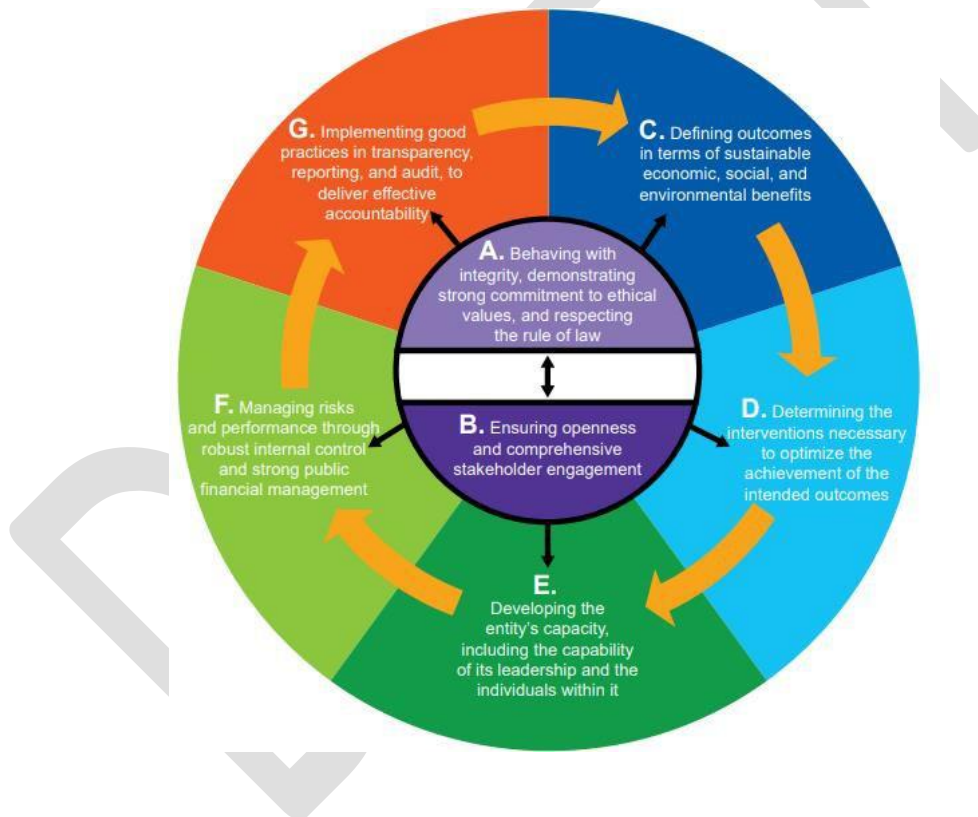 G. Implementing good
practices in transparency,
reporting, and audit, to
deliver effective
accountability
C. Defining outcomes
in terms of sustainable
economic, social, and
environmental benefits
A. Behaving with
integrity, demonstrating
strong commitment to ethical
values, and respecting
the rule of law
B. Ensuring openness
and comprehensive
stakeholder engagement
D. Determining the
interventions necessary
to optimize the
achievement of the
intended outcomes
E.
Developing the
entity's capacity,
including the capability
of its leadership and the
individuals within it
F. Managing risks
and performance through
robust internal control
and strong public
financial management